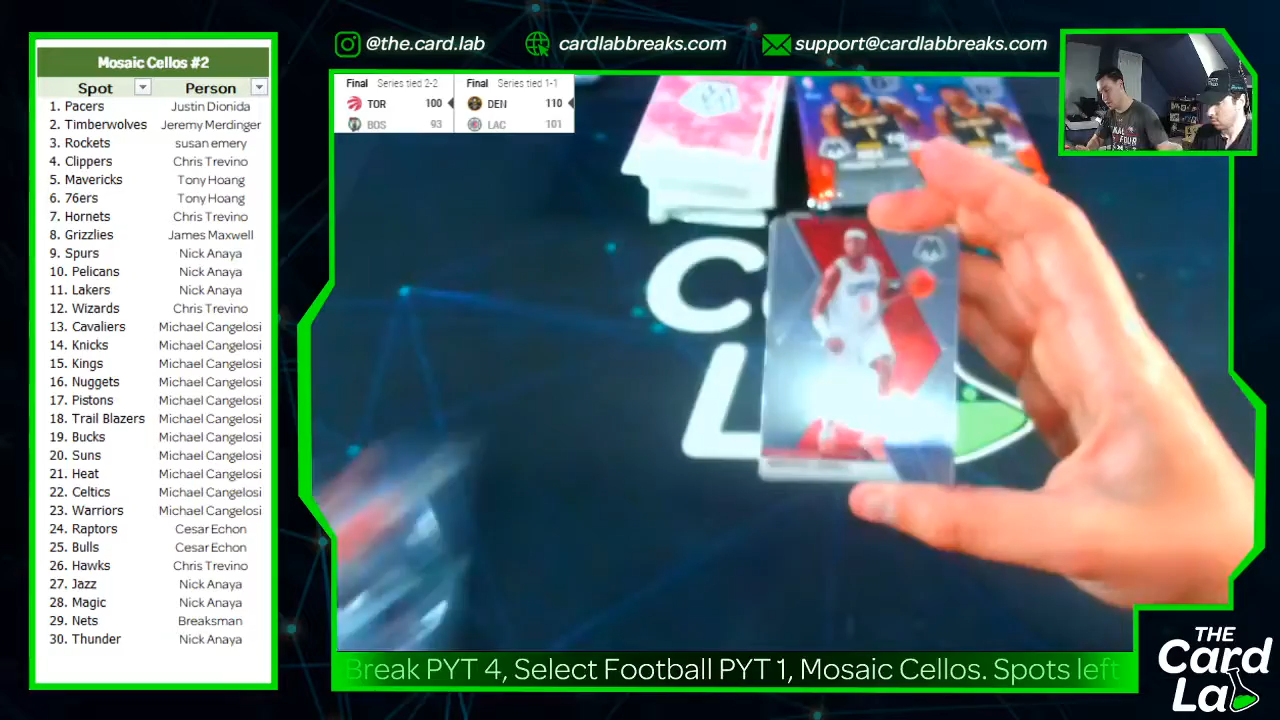 @the.card.lab
cardlabbreaks.com
support@cardlabbreaks.com
Mosaic Cellos #2
Spot Person
1. Pacers Justin Dionida
2. Timberwolves Jeremy Merdinger
3. Rockets susan emery
4. Clippers Chris Trevino
5. Mavericks Tony Hoang
6. 76ers Tony Hoang
7. Hornets Chris Trevino
8. Grizzlies James Maxwell
9. Spurs Nick Anaya
10. Pelicans Nick Anaya
11. Lakers Nick Anaya
12. Wizards Chris Trevino
13. Cavaliers Michael Cangelosi
14. Knicks Michael Cangelosi
15. Kings Michael Cangelosi
16. Nuggets Michael Cangelosi
17. Pistons Michael Cangelosi
18. Trail Blazers Michael Cangelosi
19. Bucks Michael Cangelosi
20. Suns Michael Cangelosi
21. Heat Michael Cangelosi
22. Celtics Michael Cangelosi
23. Warriors Michael Cangelosi
24. Raptors Cesar Echon
25. Bulls Cesar Echon
26. Hawks Chris Trevino
27. Jazz Nick Anaya
28. Magic Nick Anaya
29. Nets Breaksman
30. Thunder Nick Anaya
Final Series tied 2-2
TOR 100
BOS 93
Final Series tied 1-1
DEN 110
LAC 101
C
L
Break PYT 4, Select Football PYT 1, Mosaic Cellos. Spots left
THE
Card
Lab